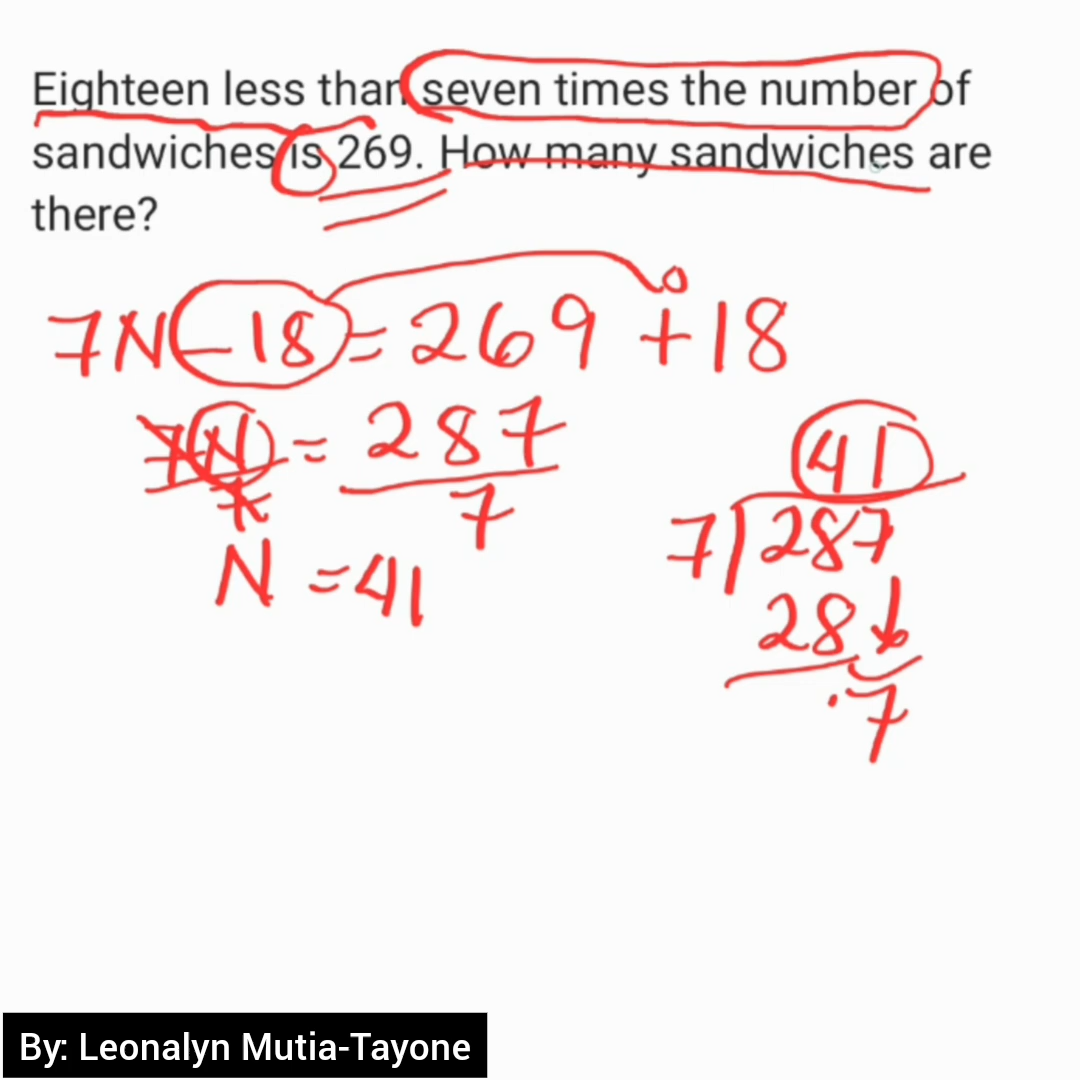 Eighteen less than seven times the number of
sandwiches is 269. How many sandwiches are
there?
7N -18 = 269 +18
7N = 287
7 7
N = 41
41
7)287
28
7
By: Leonalyn Mutia-Tayone